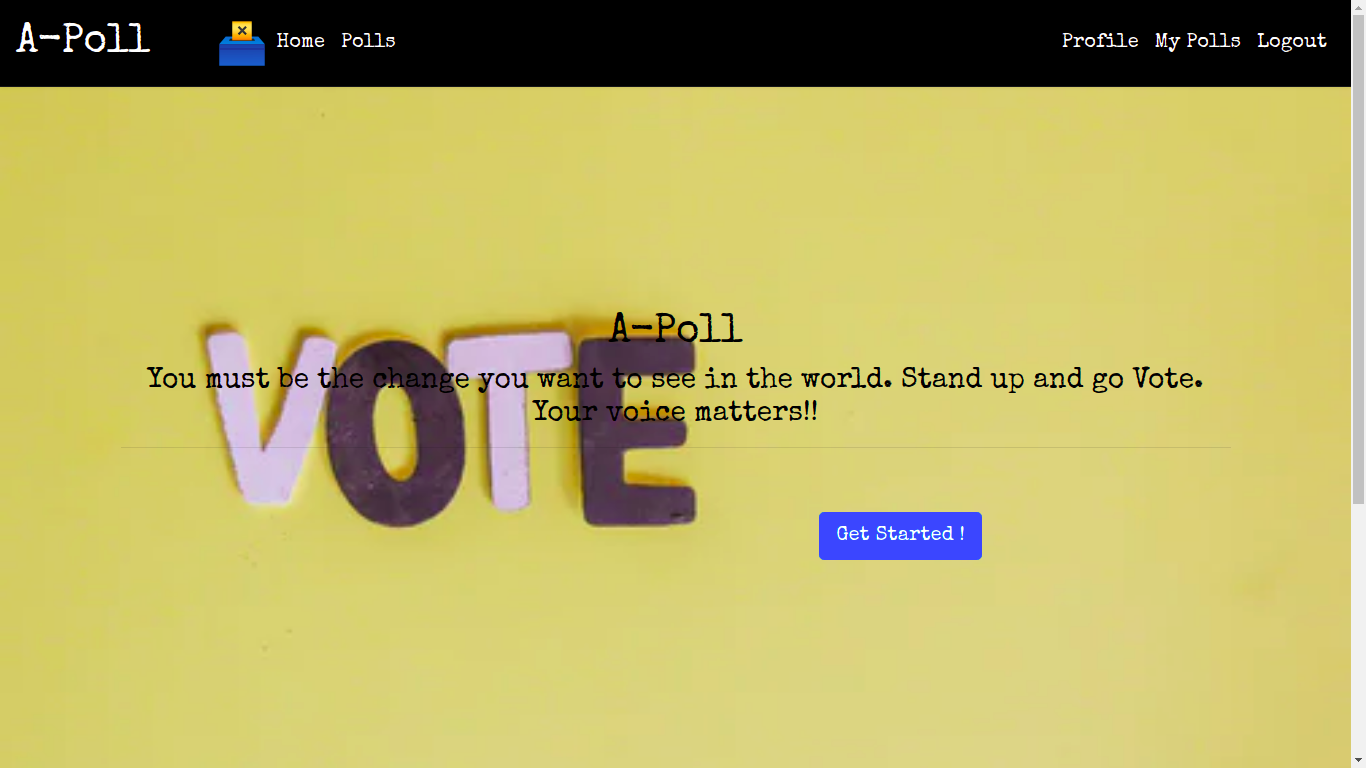 A-Poll
Home Polls
Profile My Polls Logout
A-Poll
You must be the change you want to see in the world. Stand up and go Vote.
Your voice matters!!
VOTE
Get Started !